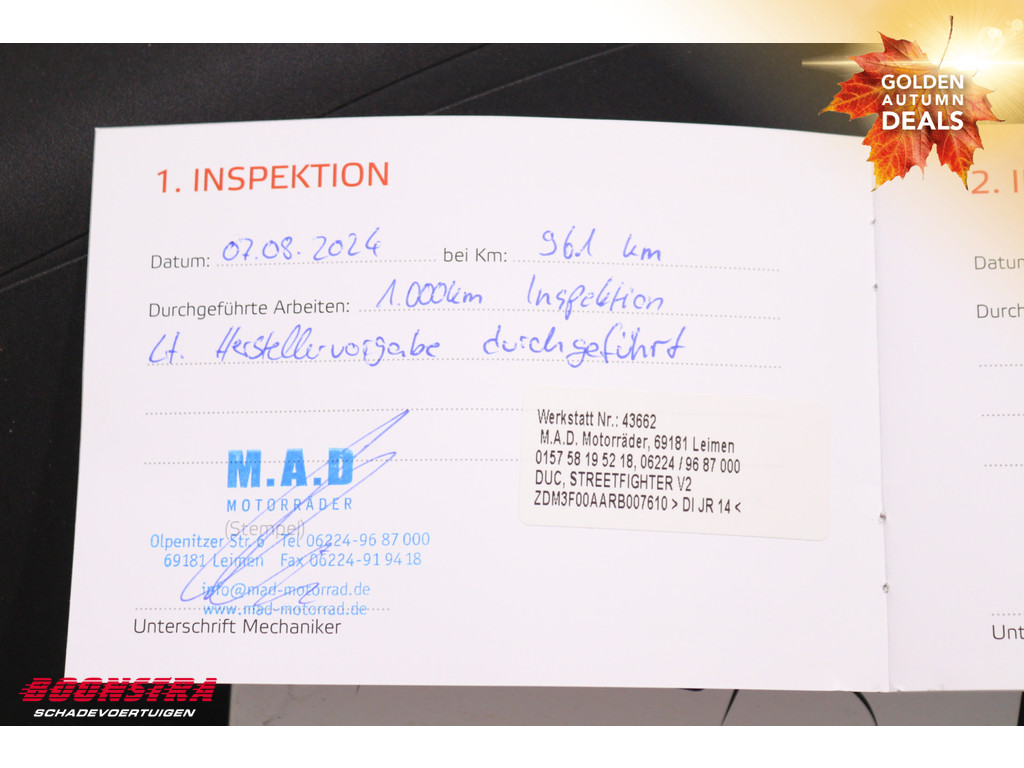 GOLDEN
AUTUMN
DEALS
1. INSPEKTION
Datum: 07.08.2024 bei Km: 961 km
Durchgeführte Arbeiten: 1.000km Inspektion
Lt. Herstellervorgabe durchgeführt
Werkstatt Nr.: 43662
M.A.D. Motorräder, 69181 Leimen
0157 58 19 52 18, 06224 / 96 87 000
DUC, STREETFIGHTER V2
ZDM3F00AARB007610 > DI JR 14 <
M.A.D
MOTORRÄDER
(Stempel)
Olpenitzer Str. 6 Tel 06224-96 87 000
69181 Leimen Fax 06224-91 94 18
info@mad-motorrad.de
www.mad-motorrad.de
Unterschrift Mechaniker
2. I
Datum
Durch
Unt
BOONSTRA
SCHADEVOERTUIGEN